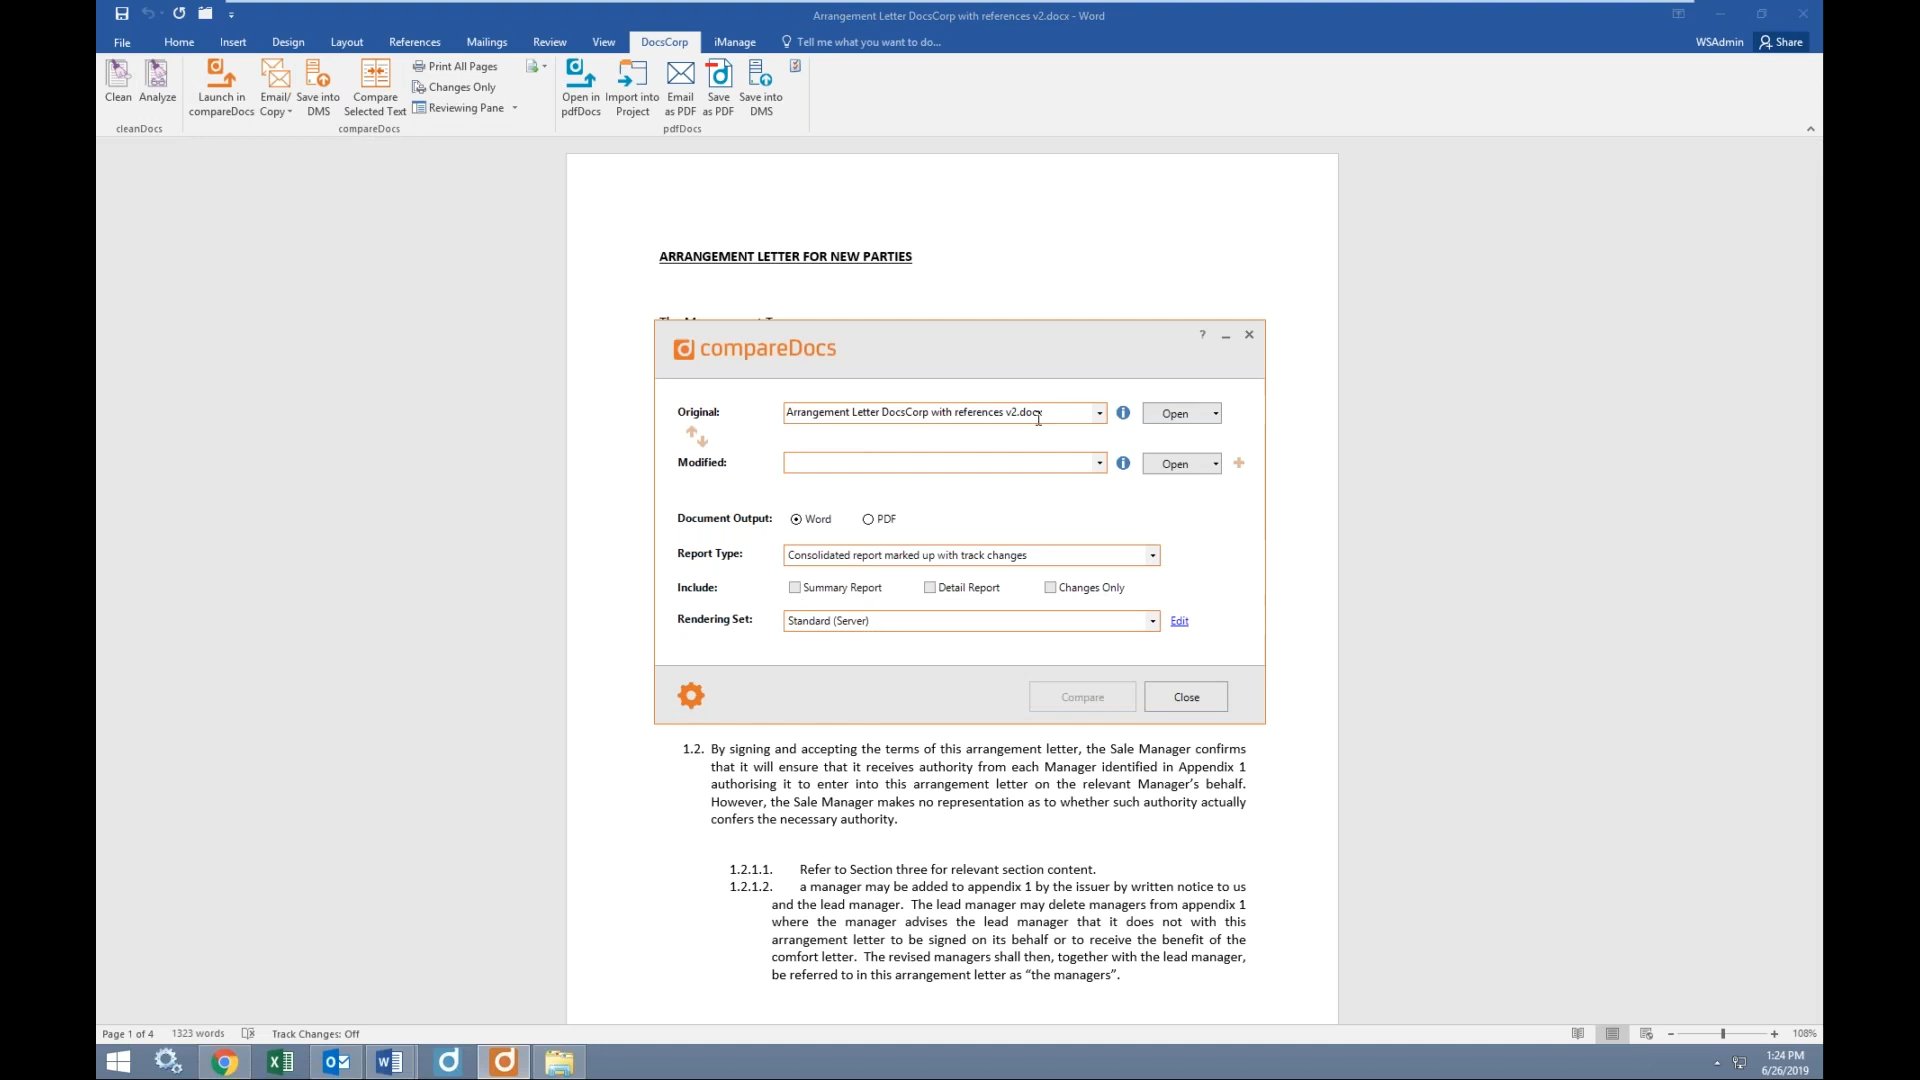 Arrangement Letter DocsCorp with references v2.docx - Word
File Home Insert Design Layout References Mailings Review View DocsCorp iManage Tell me what you want to do... WSAdmin Share
Clean
Analyze
Launch in compareDocs
Email/ Copy
Save into DMS
Compare Selected Text
Print All Pages
Changes Only
Reviewing Pane
Open in pdfDocs
Import into Project
Email as PDF
Save as PDF
Save into DMS
cleanDocs
compareDocs
pdfDocs
ARRANGEMENT LETTER FOR NEW PARTIES
compareDocs
?
Original: Arrangement Letter DocsCorp with references v2.docx Open
Modified: Open
Document Output: Word PDF
Report Type: Consolidated report marked up with track changes
Include: Summary Report Detail Report Changes Only
Rendering Set: Standard (Server) Edit
Compare Close
1.2. By signing and accepting the terms of this arrangement letter, the Sale Manager confirms
that it will ensure that it receives authority from each Manager identified in Appendix 1
authorising it to enter into this arrangement letter on the relevant Manager's behalf.
However, the Sale Manager makes no representation as to whether such authority actually
confers the necessary authority.
1.2.1.1. Refer to Section three for relevant section content.
1.2.1.2. a manager may be added to appendix 1 by the issuer by written notice to us
and the lead manager. The lead manager may delete managers from appendix 1
where the manager advises the lead manager that it does not with this
arrangement letter to be signed on its behalf or to receive the benefit of the
comfort letter. The revised managers shall then, together with the lead manager,
be referred to in this arrangement letter as “the managers”.
Page 1 of 4 1323 words Track Changes: Off 108%
1:24 PM
6/26/2019